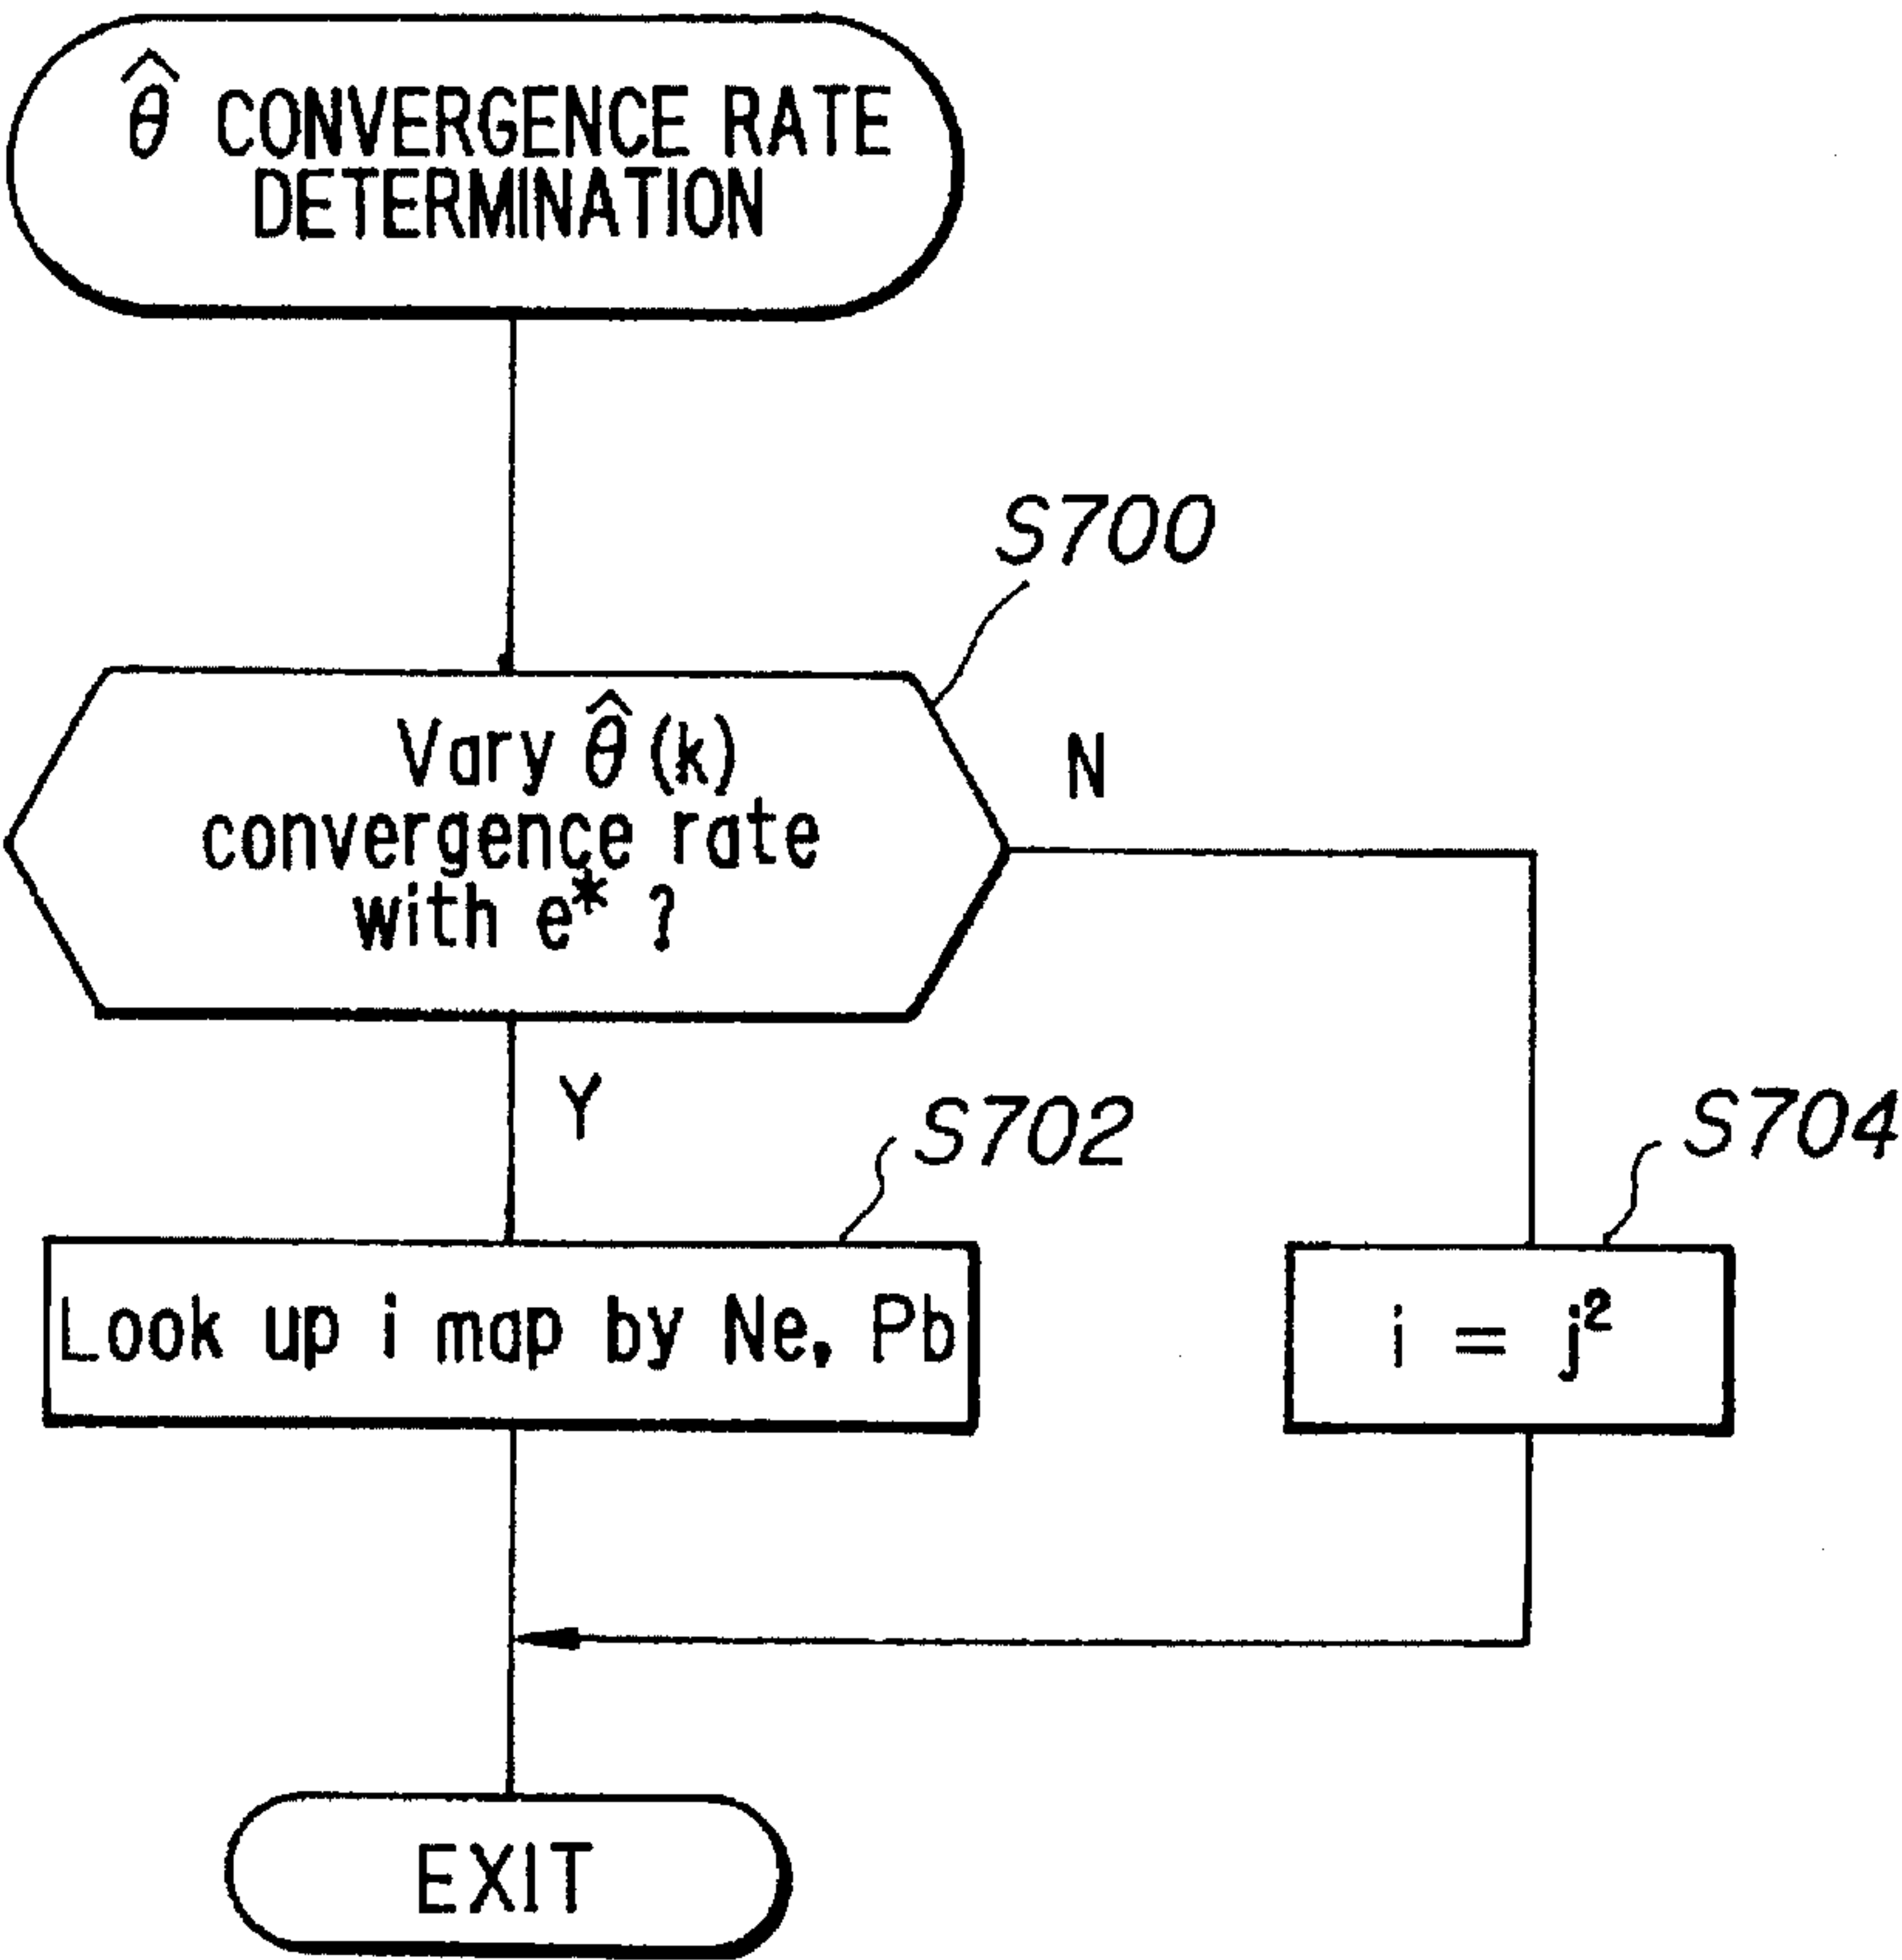 θ̂ CONVERGENCE RATE
DETERMINATION
S700
Vary θ̂(k)
convergence rate
with e* ?
N
Y
S702
S704
Look up i map by Ne, Pb
i = j²
EXIT